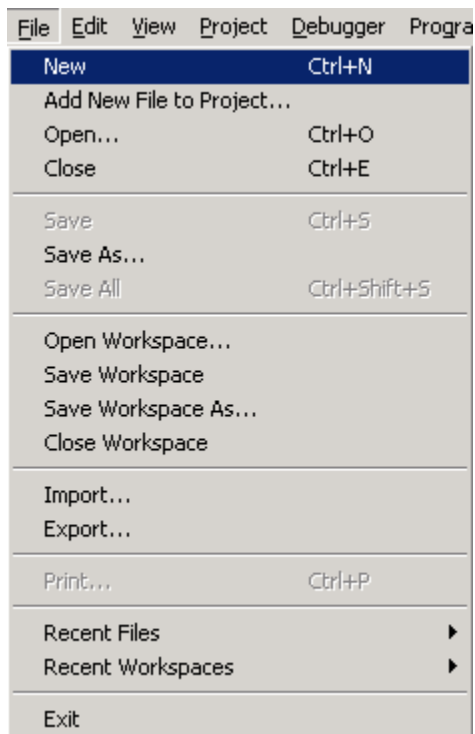 File Edit View Project Debugger Progra
New Ctrl+N
Add New File to Project...
Open... Ctrl+O
Close Ctrl+E
Save Ctrl+S
Save As...
Save All Ctrl+Shift+S
Open Workspace...
Save Workspace
Save Workspace As...
Close Workspace
Import...
Export...
Print... Ctrl+P
Recent Files
Recent Workspaces
Exit